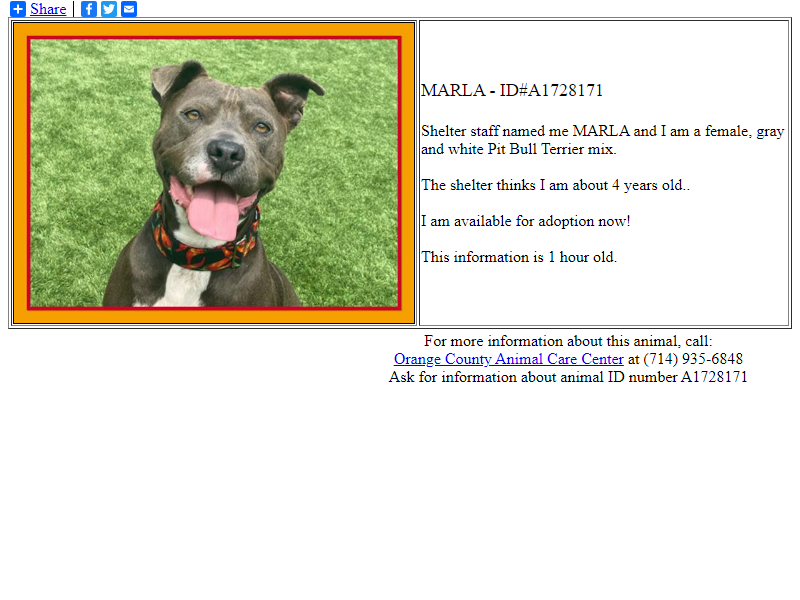 Share
MARLA - ID#A1728171
Shelter staff named me MARLA and I am a female, gray
and white Pit Bull Terrier mix.
The shelter thinks I am about 4 years old..
I am available for adoption now!
This information is 1 hour old.
For more information about this animal, call:
Orange County Animal Care Center at (714) 935-6848
Ask for information about animal ID number A1728171